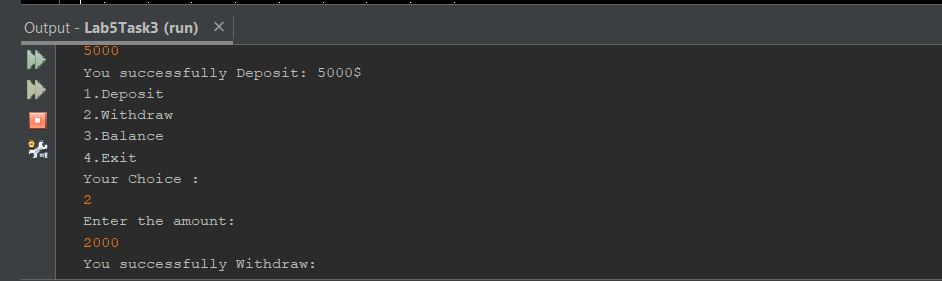 Output - Lab5Task3 (run) ×
5000
You successfully Deposit: 5000$
1.Deposit
2.Withdraw
3.Balance
4.Exit
Your Choice :
2
Enter the amount:
2000
You successfully Withdraw: